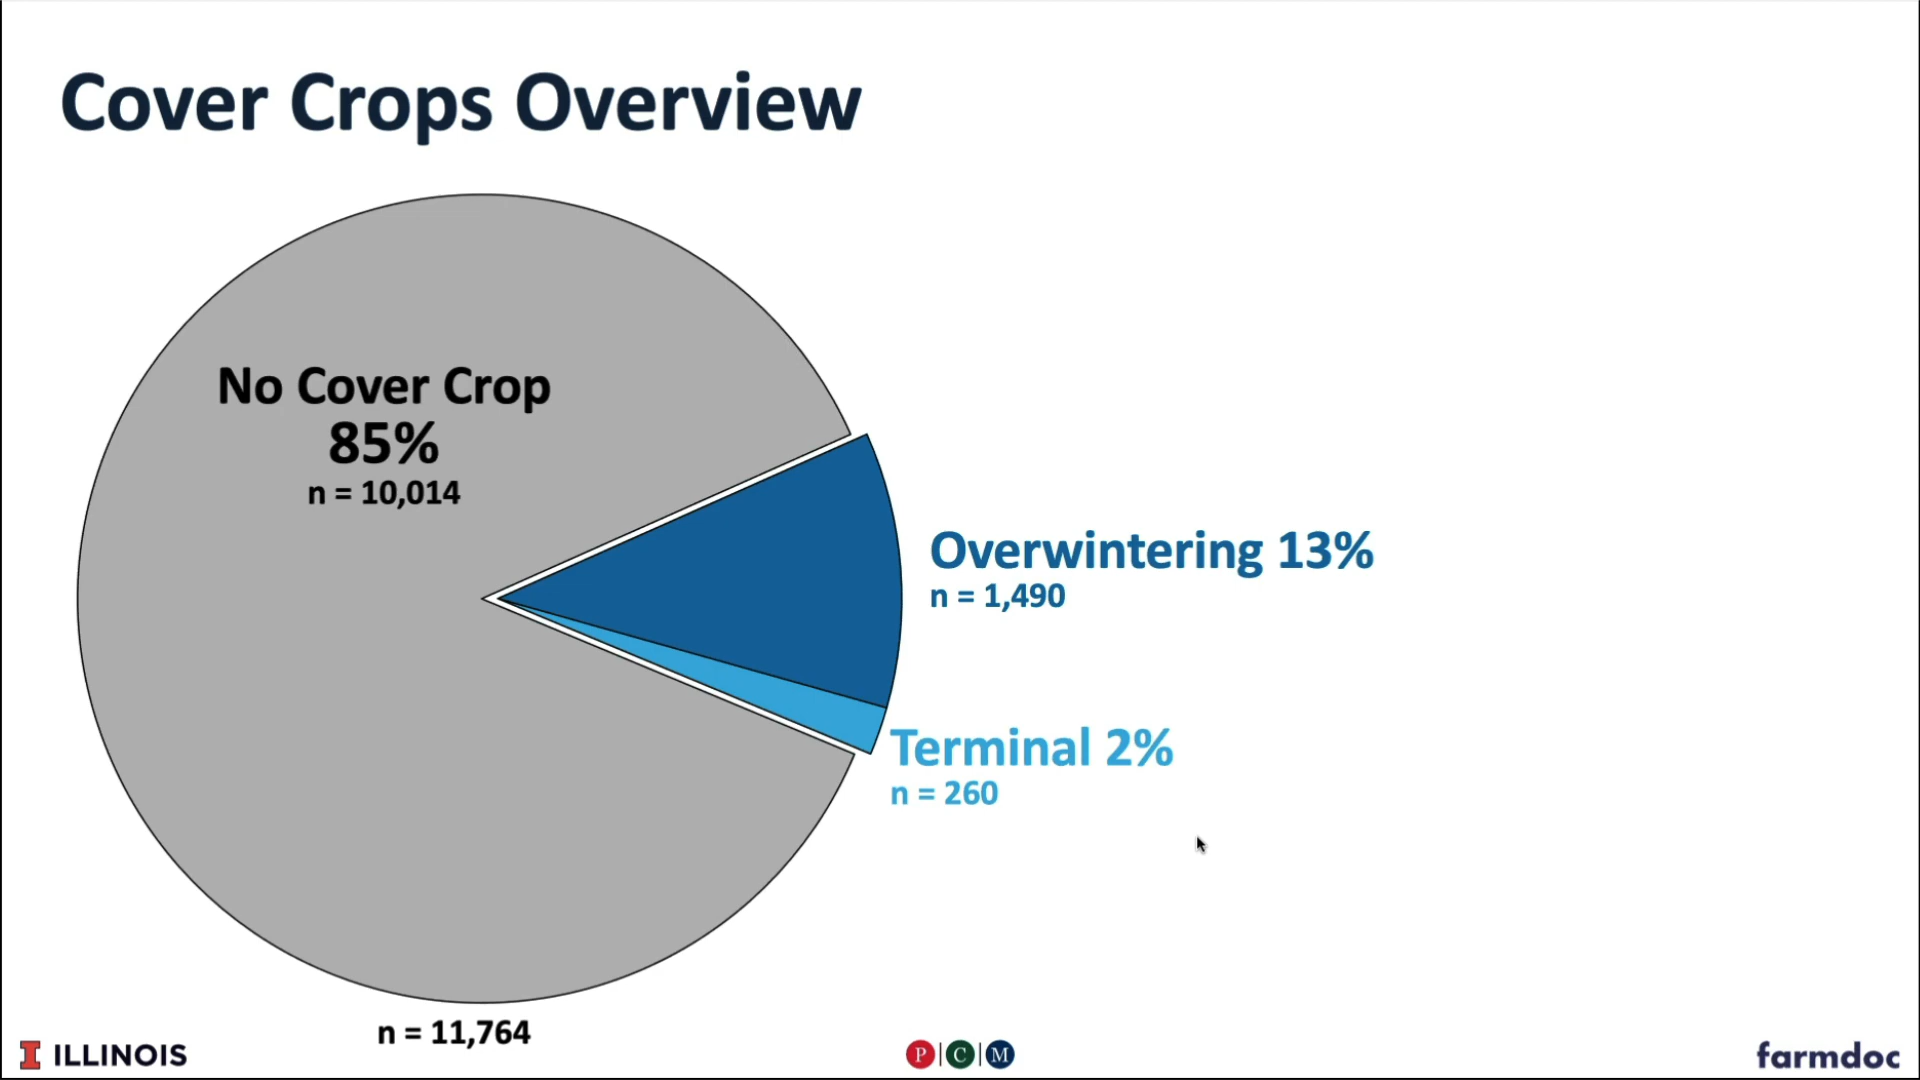 Cover Crops Overview
No Cover Crop
85%
n = 10,014
Overwintering 13%
n = 1,490
Terminal 2%
n = 260
n = 11,764
I ILLINOIS
P|C|M
farmdoc